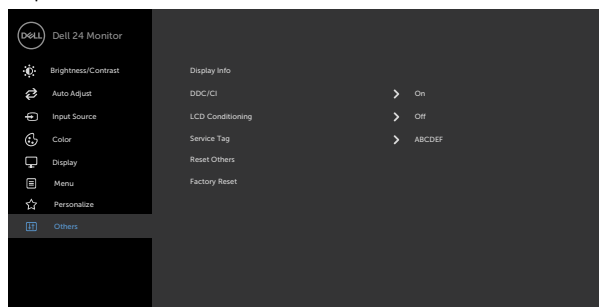 DELL Dell 24 Monitor
Brightness/Contrast
Auto Adjust
Input Source
Color
Display
Menu
Personalize
Others
Display Info
DDC/CI On
LCD Conditioning Off
Service Tag ABCDEF
Reset Others
Factory Reset